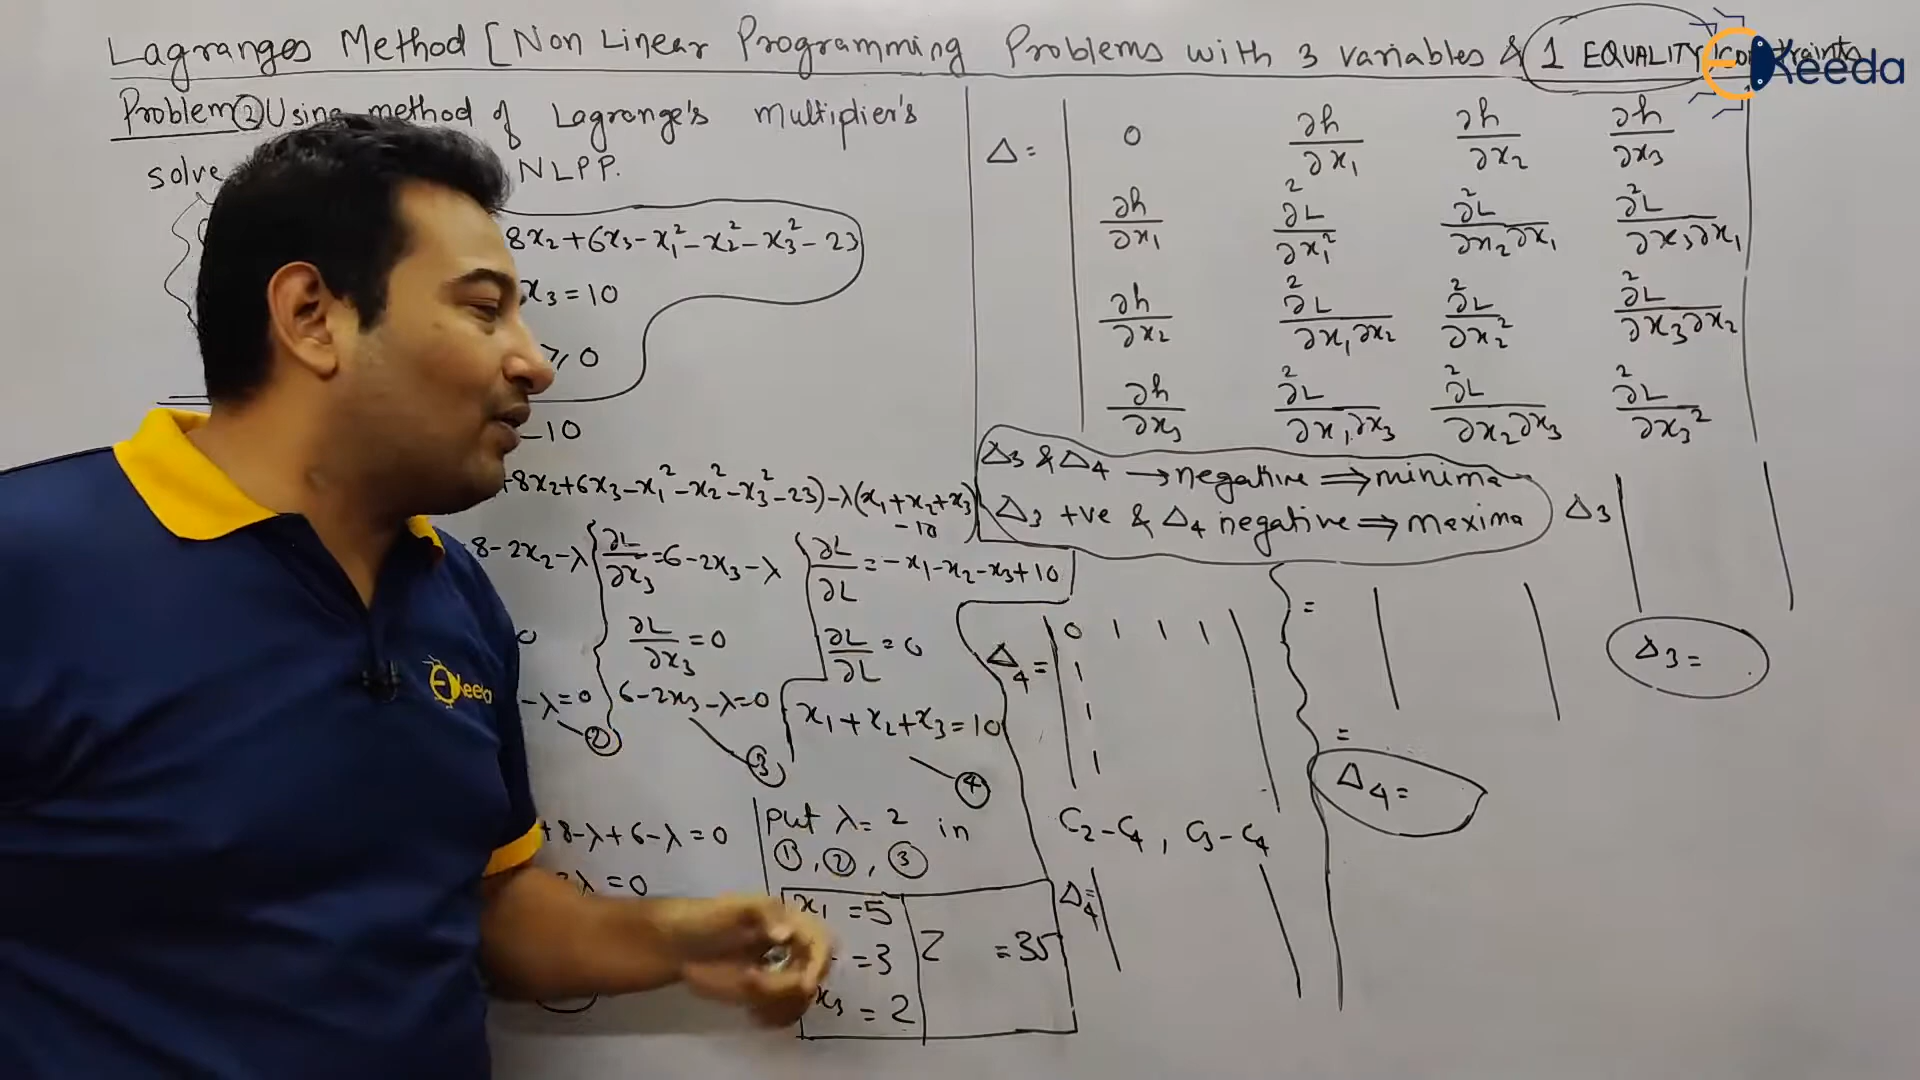 Lagranges Method [Non Linear Programming Problems with 3 variables & 1 EQUALITY constraints
EKeeda
Problem ② Using method of Lagrange's multiplier's
solve NLPP.
8x₂+6x₃-x₁²-x₂²-x₃²-23
x₃=10
≥0
-10
+8x₂+6x₃-x₁²-x₂²-x₃²-23)-λ(x₁+x₂+x₃
-10)
8-2x₂-λ
∂L/∂x₃=6-2x₃-λ
∂L/∂L=-x₁-x₂-x₃+10
0
∂L/∂x₃=0
∂L/∂L=0
-λ=0
②
6-2x₃-λ=0
③
x₁+x₂+x₃=10
④
+8-λ+6-λ=0
3λ=0
put λ=2 in
①, ②, ③
x₁=5
=3
x₃=2
Z =35
Δ= | 0 ∂h/∂x₁ ∂h/∂x₂ ∂h/∂x₃ |
∂h/∂x₁ ∂²L/∂x₁² ∂²L/∂x₂∂x₁ ∂²L/∂x₃∂x₁
∂h/∂x₂ ∂²L/∂x₁∂x₂ ∂²L/∂x₂² ∂²L/∂x₃∂x₂
∂h/∂x₃ ∂²L/∂x₁∂x₃ ∂²L/∂x₂∂x₃ ∂²L/∂x₃²
Δ₃ & Δ₄ → negative ⇒ minima
Δ₃ +ve & Δ₄ negative ⇒ maxima
Δ₄= | 0 1 1 1 |
1
1
1
C₂-C₄, C₃-C₄
Δ₄= | |
= | |
=
Δ₄=
Δ₃ | |
Δ₃=
EKeeda